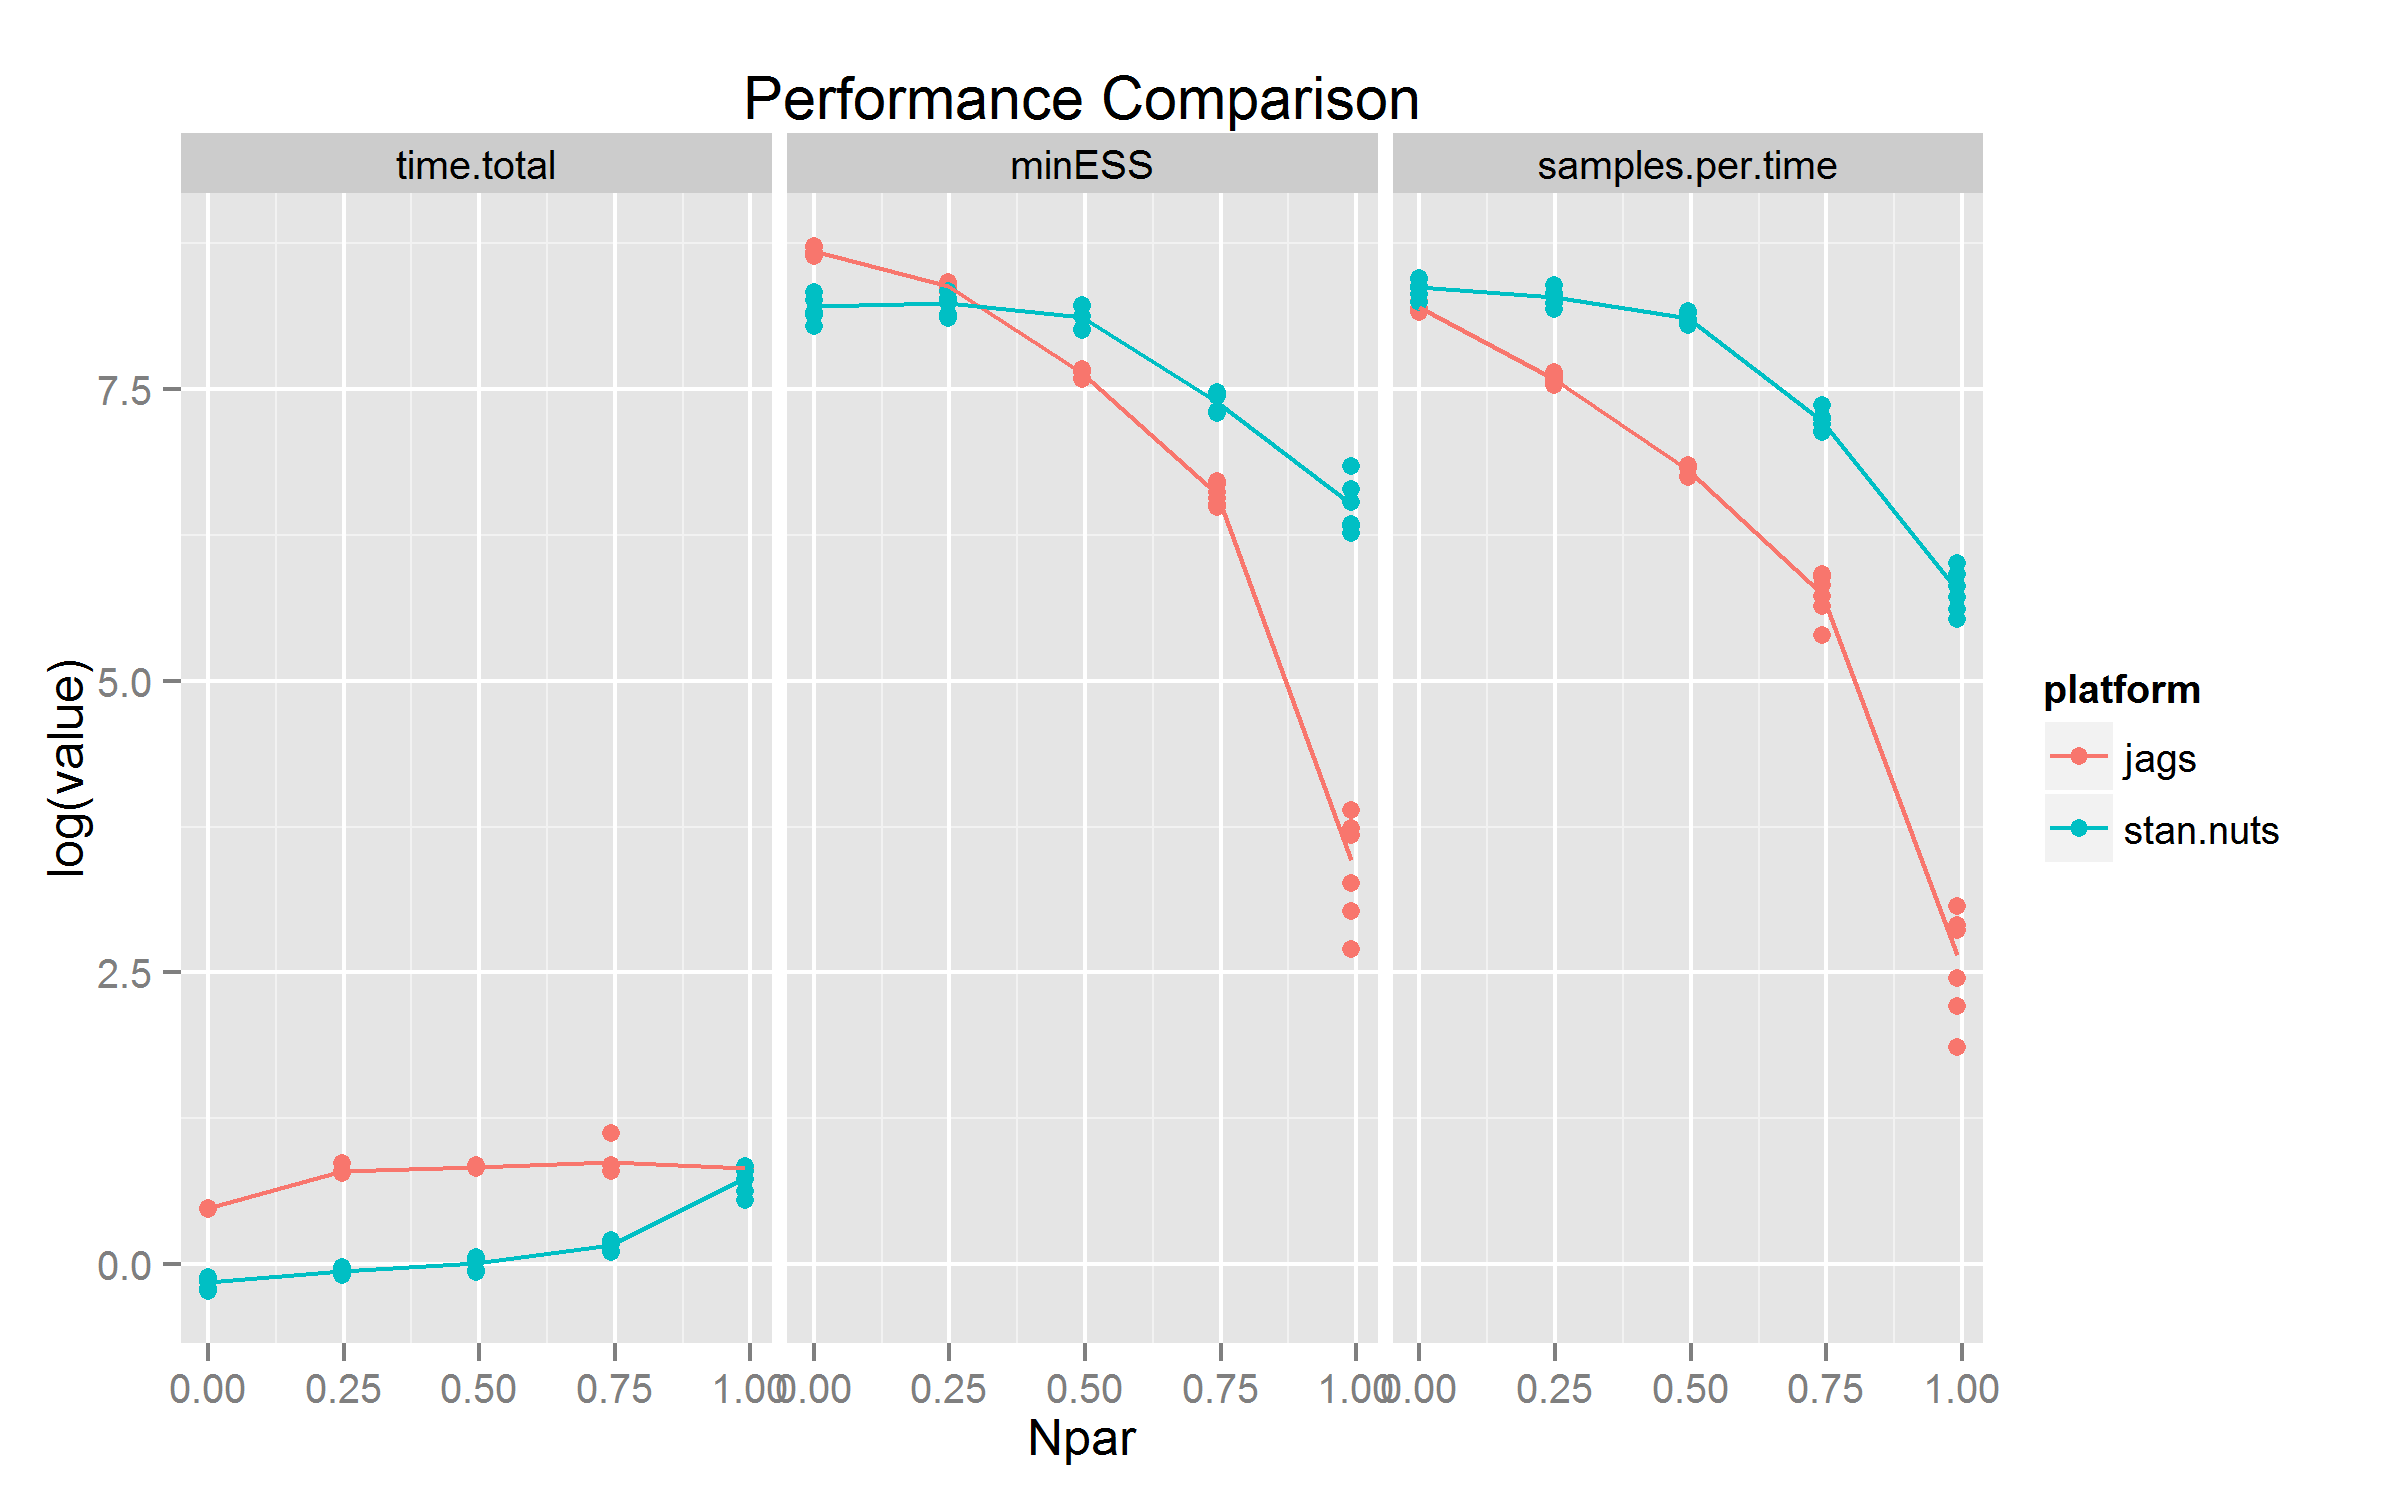 Performance Comparison
time.total minESS samples.per.time
log(value)
7.5
5.0
2.5
0.0
0.00 0.25 0.50 0.75 1.00 0.00 0.25 0.50 0.75 1.00 0.00 0.25 0.50 0.75 1.00
Npar
platform
jags
stan.nuts